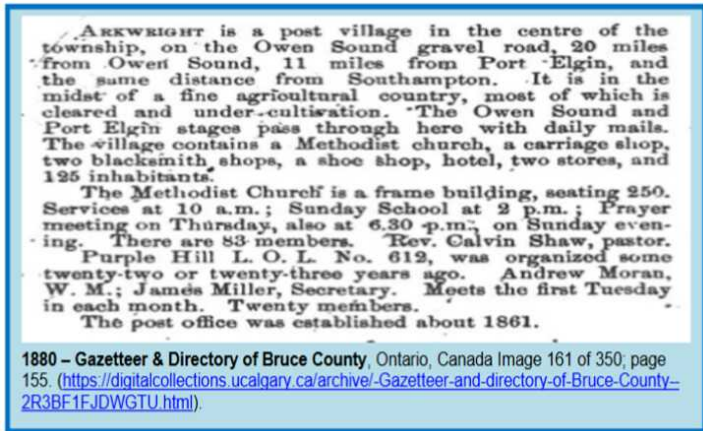 ARKWRIGHT is a post village in the centre of the
township, on the Owen Sound gravel road, 20 miles
from Owen Sound, 11 miles from Port Elgin, and
the same distance from Southampton. It is in the
midst of a fine agricultural country, most of which is
cleared and under cultivation. The Owen Sound and
Port Elgin stages pass through here with daily mails.
The village contains a Methodist church, a carriage shop,
two blacksmith shops, a shoe shop, hotel, two stores, and
125 inhabitants.
The Methodist Church is a frame building, seating 250.
Services at 10 a.m.; Sunday School at 2 p.m.; Prayer
meeting on Thursday, also at 6.30 p.m., on Sunday even-
ing. There are 83 members. Rev. Calvin Shaw, pastor.
Purple Hill L. O. L. No. 612, was organized some
twenty-two or twenty-three years ago. Andrew Moran,
W. M.; James Miller, Secretary. Meets the first Tuesday
in each month. Twenty members.
The post office was established about 1861.
1880 – Gazetteer & Directory of Bruce County, Ontario, Canada Image 161 of 350; page
155. (https://digitalcollections.ucalgary.ca/archive/-Gazetteer-and-directory-of-Bruce-County--
2R3BF1FJDWGTU.html).